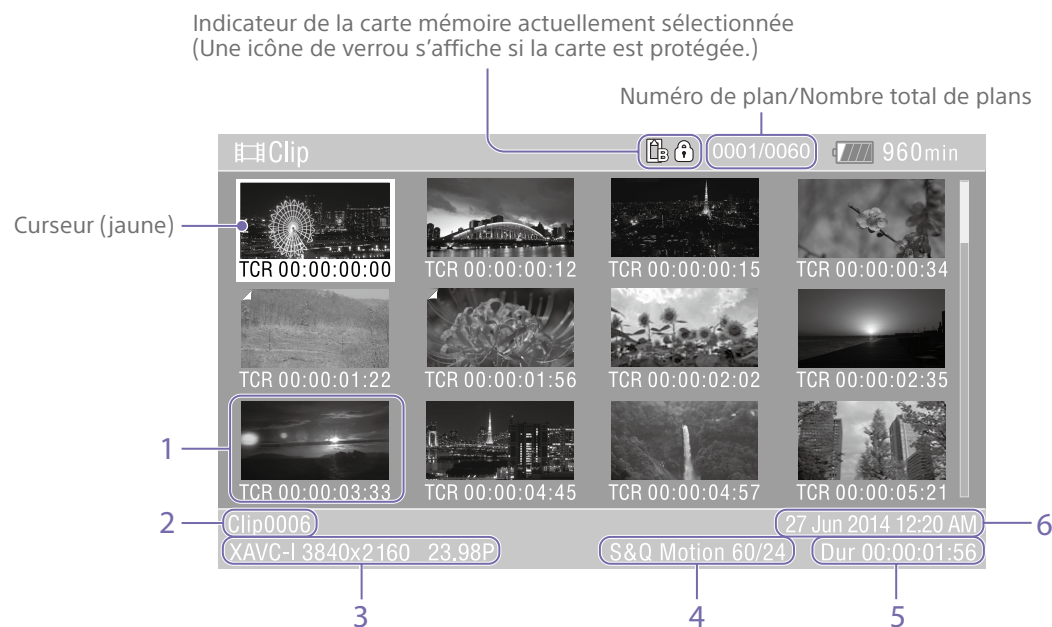 Indicateur de la carte mémoire actuellement sélectionnée
(Une icône de verrou s’affiche si la carte est protégée.)
Numéro de plan/Nombre total de plans
Clip B 0001/0060 960min
Curseur (jaune)
TCR 00:00:00:00 TCR 00:00:00:12 TCR 00:00:00:15 TCR 00:00:00:34
TCR 00:00:01:22 TCR 00:00:01:56 TCR 00:00:02:02 TCR 00:00:02:35
1
TCR 00:00:03:33 TCR 00:00:04:45 TCR 00:00:04:57 TCR 00:00:05:21
2 Clip0006 27 Jun 2014 12:20 AM 6
XAVC-I 3840x2160 23.98P S&Q Motion 60/24 Dur 00:00:01:56
3 4 5